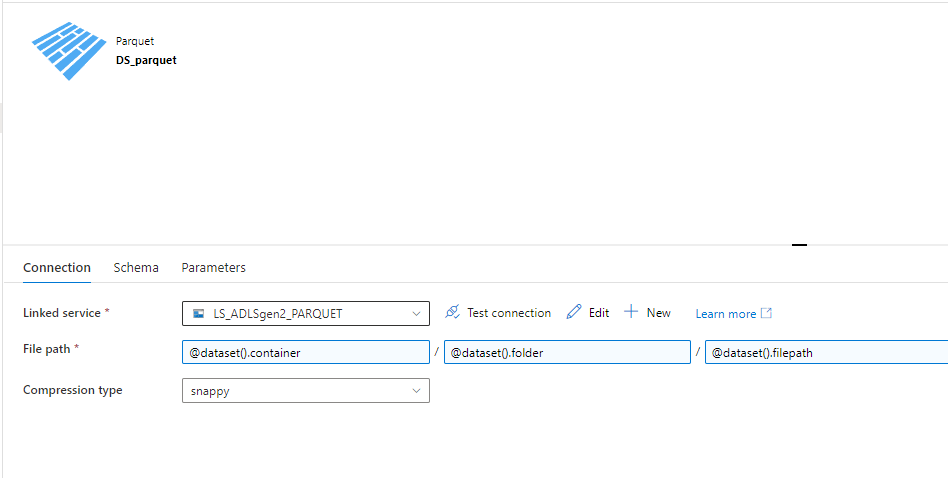 Parquet
DS_parquet
Connection Schema Parameters
Linked service * LS_ADLSgen2_PARQUET Test connection Edit New Learn more
File path * @dataset().container / @dataset().folder / @dataset().filepath
Compression type snappy